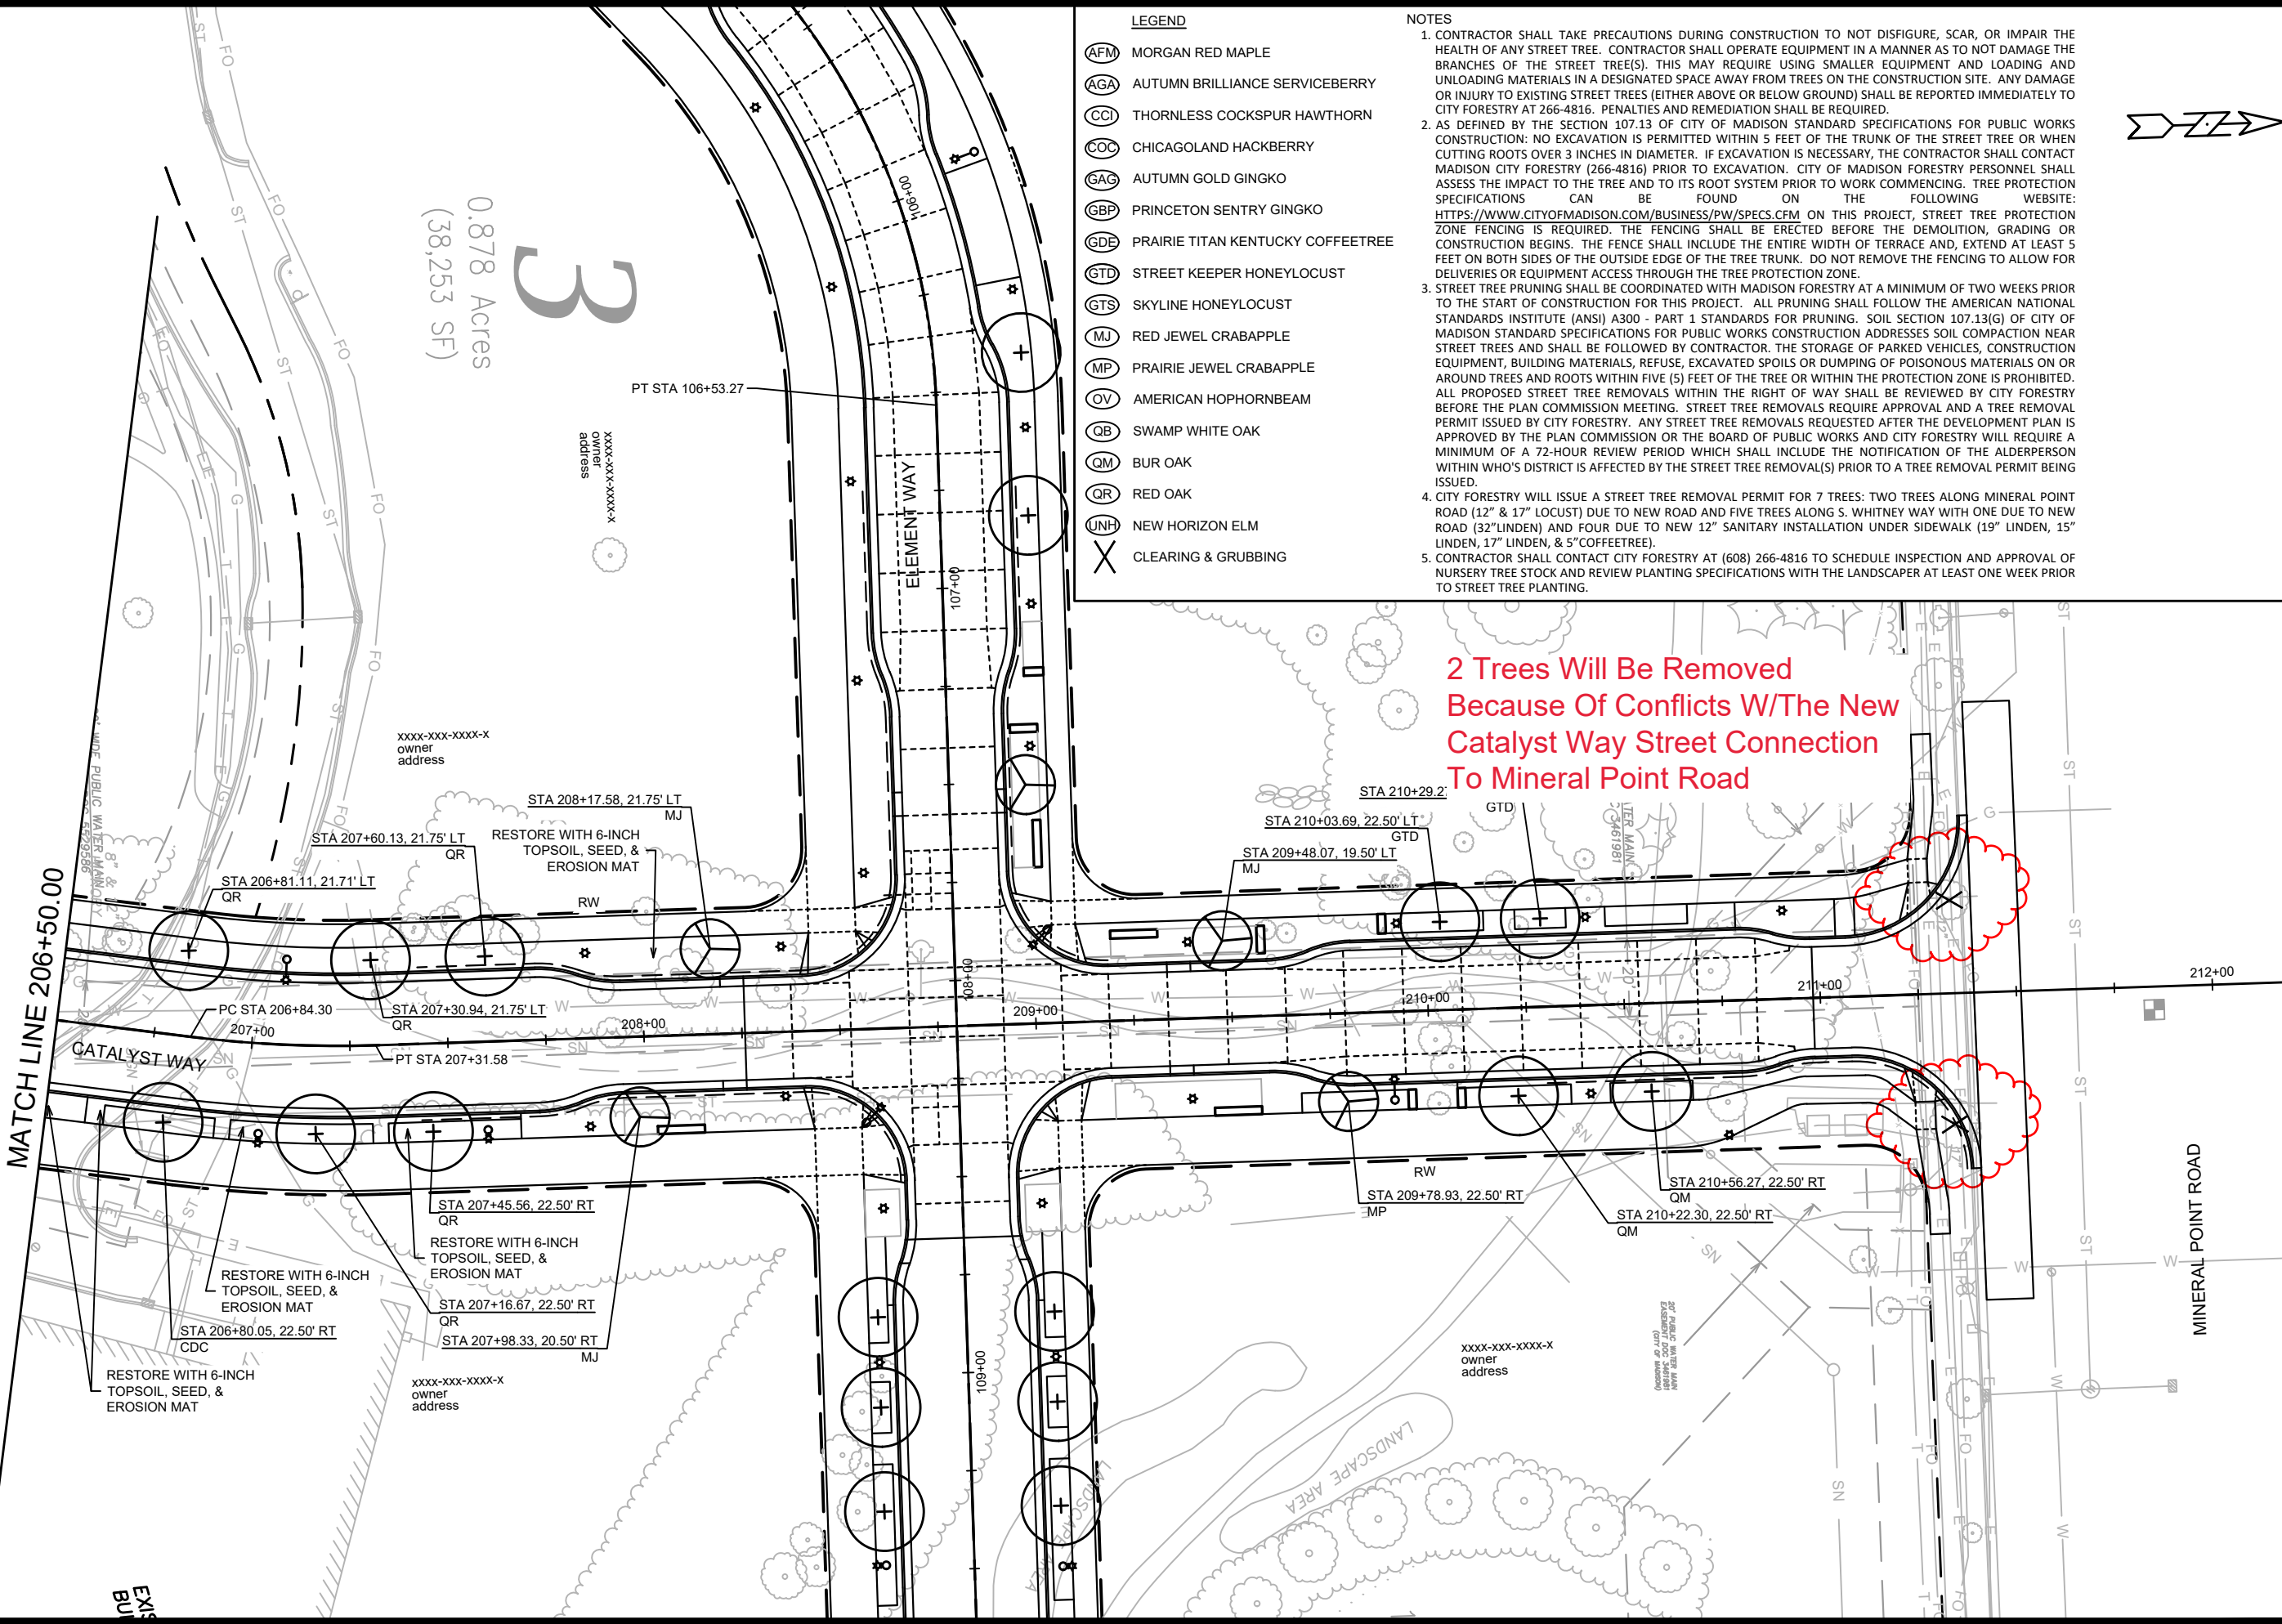 LEGEND
AFM MORGAN RED MAPLE
AGA AUTUMN BRILLIANCE SERVICEBERRY
CCI THORNLESS COCKSPUR HAWTHORN
COC CHICAGOLAND HACKBERRY
GAG AUTUMN GOLD GINGKO
GBP PRINCETON SENTRY GINGKO
GDE PRAIRIE TITAN KENTUCKY COFFEETREE
GTD STREET KEEPER HONEYLOCUST
GTS SKYLINE HONEYLOCUST
MJ RED JEWEL CRABAPPLE
MP PRAIRIE JEWEL CRABAPPLE
OV AMERICAN HOPHORNBEAM
QB SWAMP WHITE OAK
QM BUR OAK
QR RED OAK
UNH NEW HORIZON ELM
CLEARING & GRUBBING
NOTES
1. CONTRACTOR SHALL TAKE PRECAUTIONS DURING CONSTRUCTION TO NOT DISFIGURE, SCAR, OR IMPAIR THE
HEALTH OF ANY STREET TREE. CONTRACTOR SHALL OPERATE EQUIPMENT IN A MANNER AS TO NOT DAMAGE THE
BRANCHES OF THE STREET TREE(S). THIS MAY REQUIRE USING SMALLER EQUIPMENT AND LOADING AND
UNLOADING MATERIALS IN A DESIGNATED SPACE AWAY FROM TREES ON THE CONSTRUCTION SITE. ANY DAMAGE
OR INJURY TO EXISTING STREET TREES (EITHER ABOVE OR BELOW GROUND) SHALL BE REPORTED IMMEDIATELY TO
CITY FORESTRY AT 266-4816. PENALTIES AND REMEDIATION SHALL BE REQUIRED.
2. AS DEFINED BY THE SECTION 107.13 OF CITY OF MADISON STANDARD SPECIFICATIONS FOR PUBLIC WORKS
CONSTRUCTION: NO EXCAVATION IS PERMITTED WITHIN 5 FEET OF THE TRUNK OF THE STREET TREE OR WHEN
CUTTING ROOTS OVER 3 INCHES IN DIAMETER. IF EXCAVATION IS NECESSARY, THE CONTRACTOR SHALL CONTACT
MADISON CITY FORESTRY (266-4816) PRIOR TO EXCAVATION. CITY OF MADISON FORESTRY PERSONNEL SHALL
ASSESS THE IMPACT TO THE TREE AND TO ITS ROOT SYSTEM PRIOR TO WORK COMMENCING. TREE PROTECTION
SPECIFICATIONS CAN BE FOUND ON THE FOLLOWING WEBSITE:
HTTPS://WWW.CITYOFMADISON.COM/BUSINESS/PW/SPECS.CFM ON THIS PROJECT, STREET TREE PROTECTION
ZONE FENCING IS REQUIRED. THE FENCING SHALL BE ERECTED BEFORE THE DEMOLITION, GRADING OR
CONSTRUCTION BEGINS. THE FENCE SHALL INCLUDE THE ENTIRE WIDTH OF TERRACE AND, EXTEND AT LEAST 5
FEET ON BOTH SIDES OF THE OUTSIDE EDGE OF THE TREE TRUNK. DO NOT REMOVE THE FENCING TO ALLOW FOR
DELIVERIES OR EQUIPMENT ACCESS THROUGH THE TREE PROTECTION ZONE.
3. STREET TREE PRUNING SHALL BE COORDINATED WITH MADISON FORESTRY AT A MINIMUM OF TWO WEEKS PRIOR
TO THE START OF CONSTRUCTION FOR THIS PROJECT. ALL PRUNING SHALL FOLLOW THE AMERICAN NATIONAL
STANDARDS INSTITUTE (ANSI) A300 - PART 1 STANDARDS FOR PRUNING. SOIL SECTION 107.13(G) OF CITY OF
MADISON STANDARD SPECIFICATIONS FOR PUBLIC WORKS CONSTRUCTION ADDRESSES SOIL COMPACTION NEAR
STREET TREES AND SHALL BE FOLLOWED BY CONTRACTOR. THE STORAGE OF PARKED VEHICLES, CONSTRUCTION
EQUIPMENT, BUILDING MATERIALS, REFUSE, EXCAVATED SPOILS OR DUMPING OF POISONOUS MATERIALS ON OR
AROUND TREES AND ROOTS WITHIN FIVE (5) FEET OF THE TREE OR WITHIN THE PROTECTION ZONE IS PROHIBITED.
ALL PROPOSED STREET TREE REMOVALS WITHIN THE RIGHT OF WAY SHALL BE REVIEWED BY CITY FORESTRY
BEFORE THE PLAN COMMISSION MEETING. STREET TREE REMOVALS REQUIRE APPROVAL AND A TREE REMOVAL
PERMIT ISSUED BY CITY FORESTRY. ANY STREET TREE REMOVALS REQUESTED AFTER THE DEVELOPMENT PLAN IS
APPROVED BY THE PLAN COMMISSION OR THE BOARD OF PUBLIC WORKS AND CITY FORESTRY WILL REQUIRE A
MINIMUM OF A 72-HOUR REVIEW PERIOD WHICH SHALL INCLUDE THE NOTIFICATION OF THE ALDERPERSON
WITHIN WHO'S DISTRICT IS AFFECTED BY THE STREET TREE REMOVAL(S) PRIOR TO A TREE REMOVAL PERMIT BEING
ISSUED.
4. CITY FORESTRY WILL ISSUE A STREET TREE REMOVAL PERMIT FOR 7 TREES: TWO TREES ALONG MINERAL POINT
ROAD (12" & 17" LOCUST) DUE TO NEW ROAD AND FIVE TREES ALONG S. WHITNEY WAY WITH ONE DUE TO NEW
ROAD (32"LINDEN) AND FOUR DUE TO NEW 12" SANITARY INSTALLATION UNDER SIDEWALK (19" LINDEN, 15"
LINDEN, 17" LINDEN, & 5"COFFEETREE).
5. CONTRACTOR SHALL CONTACT CITY FORESTRY AT (608) 266-4816 TO SCHEDULE INSPECTION AND APPROVAL OF
NURSERY TREE STOCK AND REVIEW PLANTING SPECIFICATIONS WITH THE LANDSCAPER AT LEAST ONE WEEK PRIOR
TO STREET TREE PLANTING.
3
0.878 Acres
(38,253 SF)
106+00
PT STA 106+53.27
xxxx-xxx-xxxx-x
owner
address
ELEMENT WAY
107+00
2 Trees Will Be Removed
Because Of Conflicts W/The New
Catalyst Way Street Connection
To Mineral Point Road
xxxx-xxx-xxxx-x
owner
address
STA 208+17.58, 21.75' LT
MJ
STA 207+60.13, 21.75' LT
QR
RESTORE WITH 6-INCH
TOPSOIL, SEED, &
EROSION MAT
STA 206+81.11, 21.71' LT
QR
RW
STA 210+29.2
GTD
STA 210+03.69, 22.50' LT
GTD
STA 209+48.07, 19.50' LT
MJ
MATCH LINE 206+50.00
PC STA 206+84.30
207+00
STA 207+30.94, 21.75' LT
QR
PT STA 207+31.58
CATALYST WAY
208+00
108+00
209+00
210+00
211+00
212+00
20'
STA 207+45.56, 22.50' RT
QR
RESTORE WITH 6-INCH
TOPSOIL, SEED, &
EROSION MAT
RESTORE WITH 6-INCH
TOPSOIL, SEED, &
EROSION MAT
STA 207+16.67, 22.50' RT
QR
STA 206+80.05, 22.50' RT
CDC
STA 207+98.33, 20.50' RT
MJ
RESTORE WITH 6-INCH
TOPSOIL, SEED, &
EROSION MAT
xxxx-xxx-xxxx-x
owner
address
RW
STA 209+78.93, 22.50' RT
MP
STA 210+56.27, 22.50' RT
QM
STA 210+22.30, 22.50' RT
QM
MINERAL POINT ROAD
109+00
xxxx-xxx-xxxx-x
owner
address
20' PUBLIC WATER MAIN
EASEMENT DOC 3461981
(CITY OF MADISON)
LANDSCAPE AREA
LANDSCAPE AREA